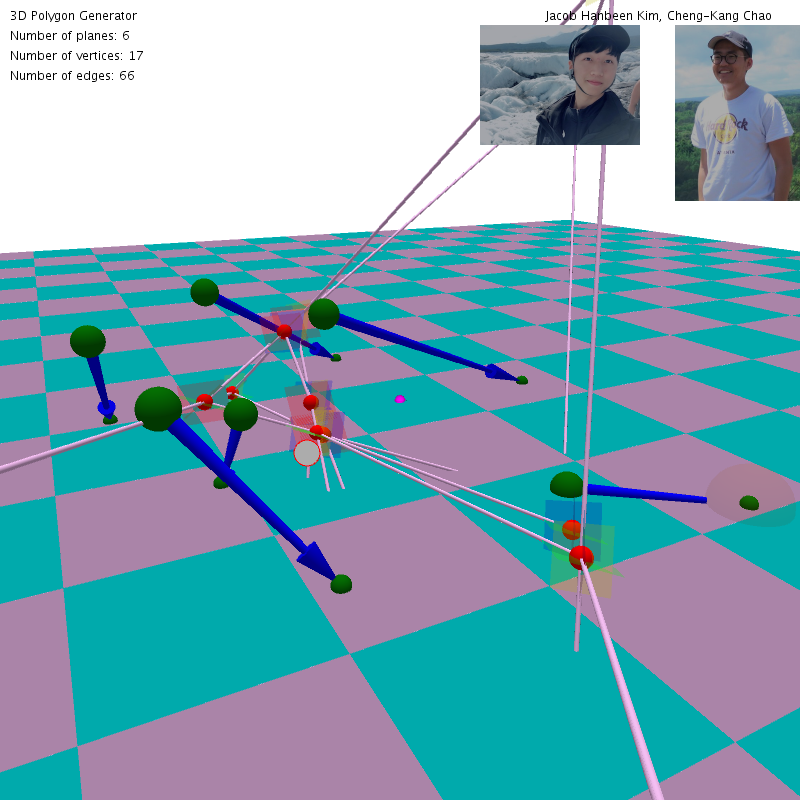 3D Polygon Generator
Jacob Hanbeen Kim, Cheng-Kang Chao
Number of planes: 6
Number of vertices: 17
Number of edges: 66